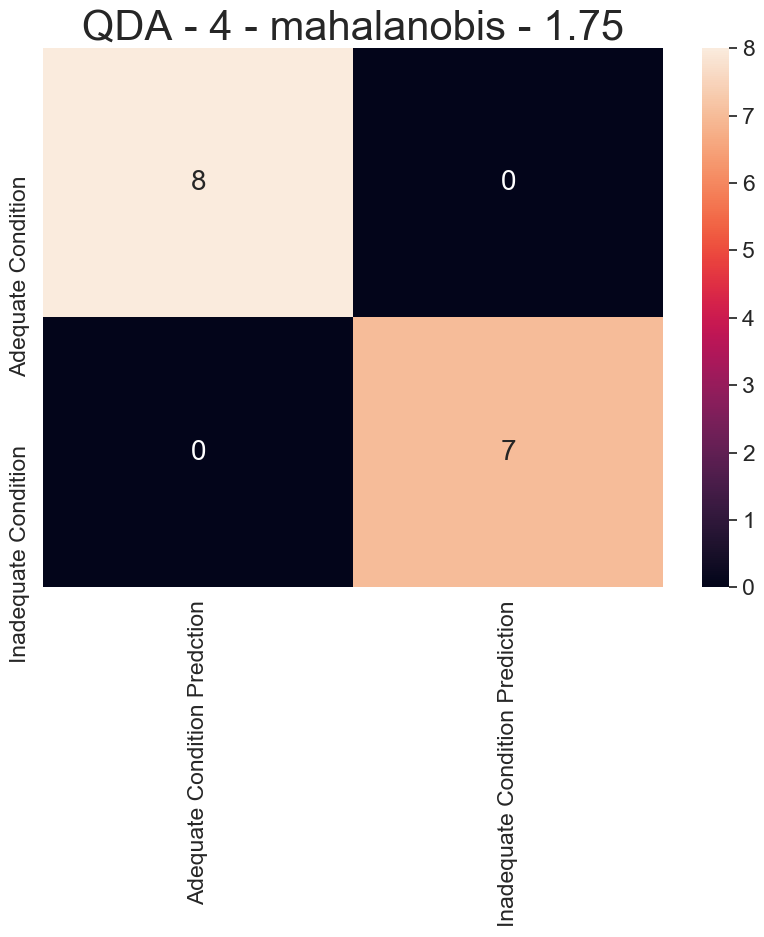 QDA - 4 - mahalanobis - 1.75
Adequate Condition
Inadequate Condition
8
0
0
7
Adequate Condition Predction
Inadequate Condition Prediction
8
7
6
5
4
3
2
1
0